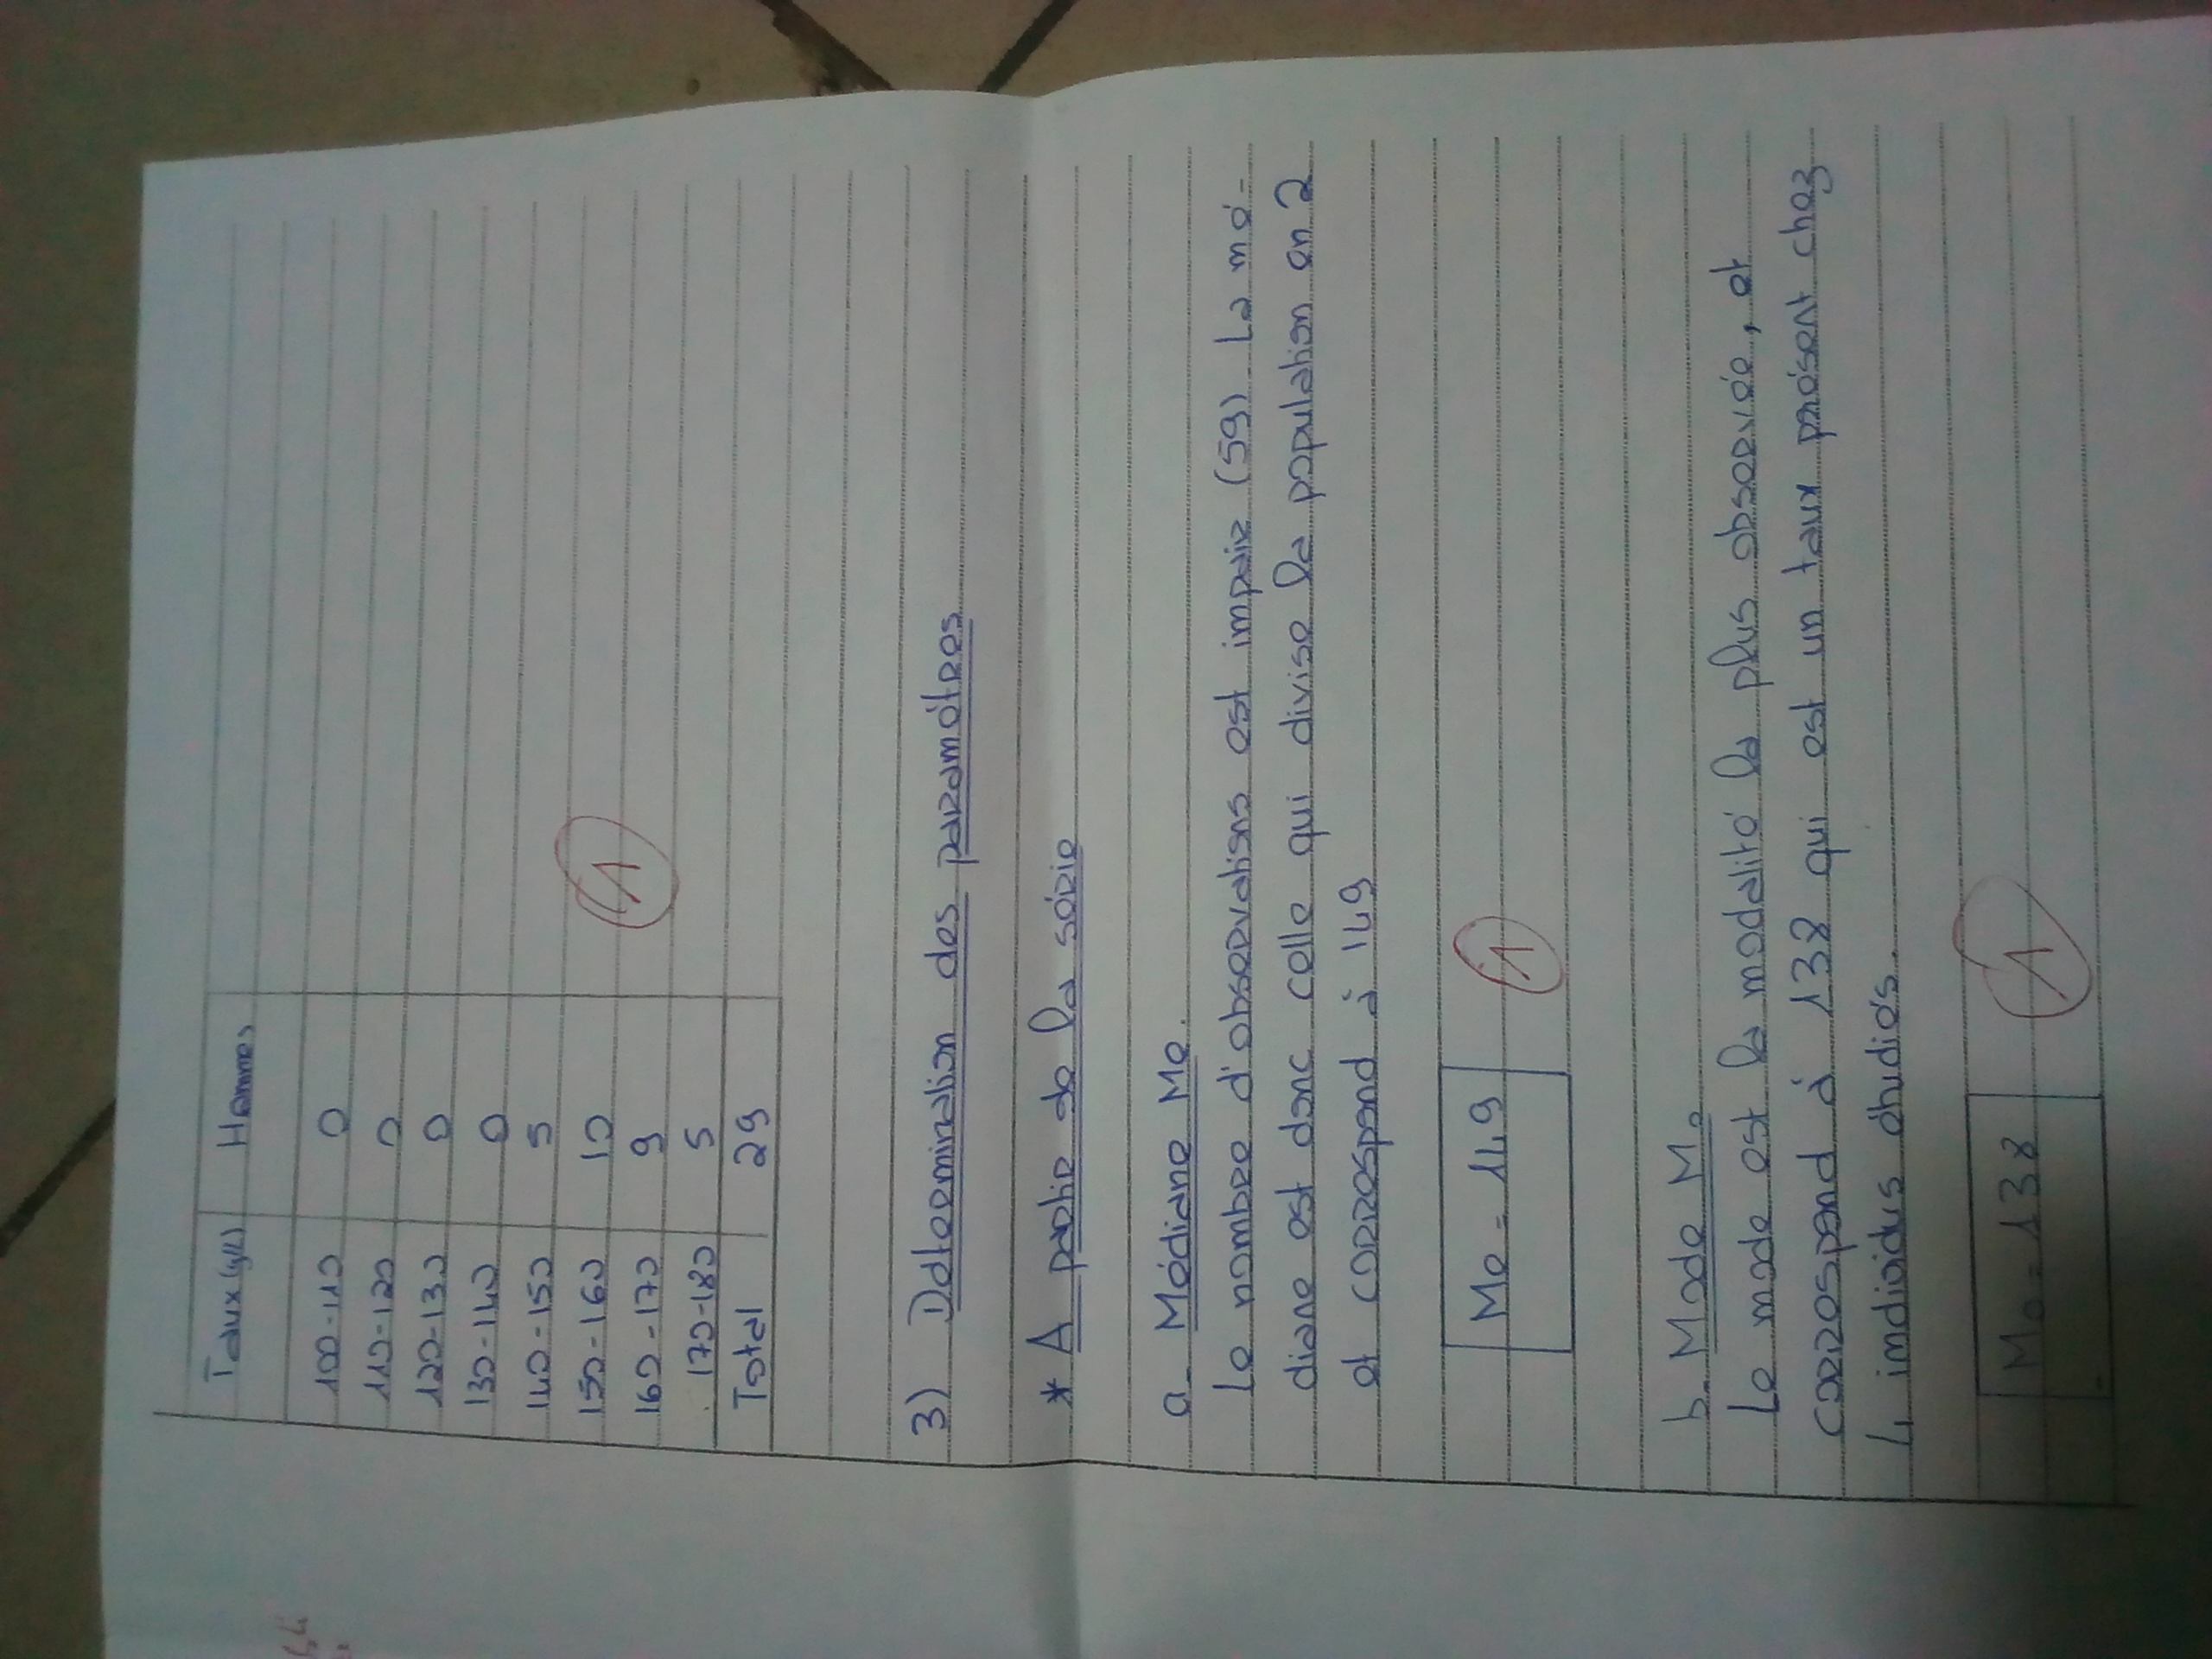 Taux (g/L) Hommes
100-110 0
110-120 0
120-130 0
130-140 0
140-150 5
150-160 10
160-170 9
170-180 5
Total 29
1
3) Détermination des paramètres
* A partir de la série
a_ Médiane Me.
Le nombre d'observations est impair (59). La mé-
diane est donc celle qui divise la population en 2
et correspond à 149
Me = 149
1
b_ Mode Mo
Le mode est la modalité la plus observée, et
correspond à 138 qui est un taux présent chez
4 individus étudiés.
Mo = 138
1